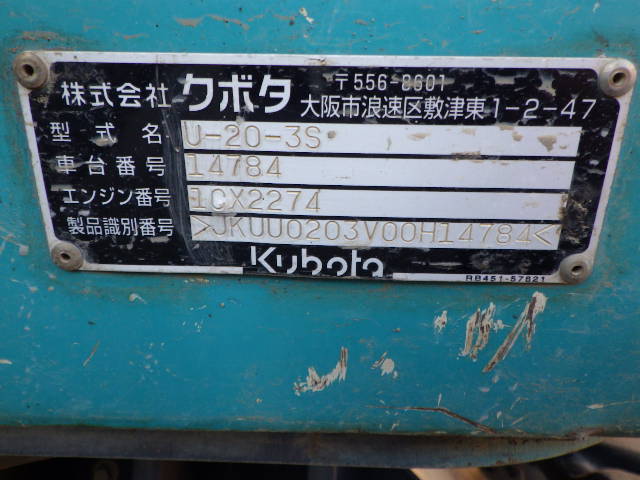 株式会社 クボタ 〒556-8601
大阪市浪速区敷津東1-2-47
型式名 U-20-3S
車台番号 14784
エンジン番号 1CX2274
製品識別番号 >JKUU0203V00H14784<
Kubota
RB451-57621